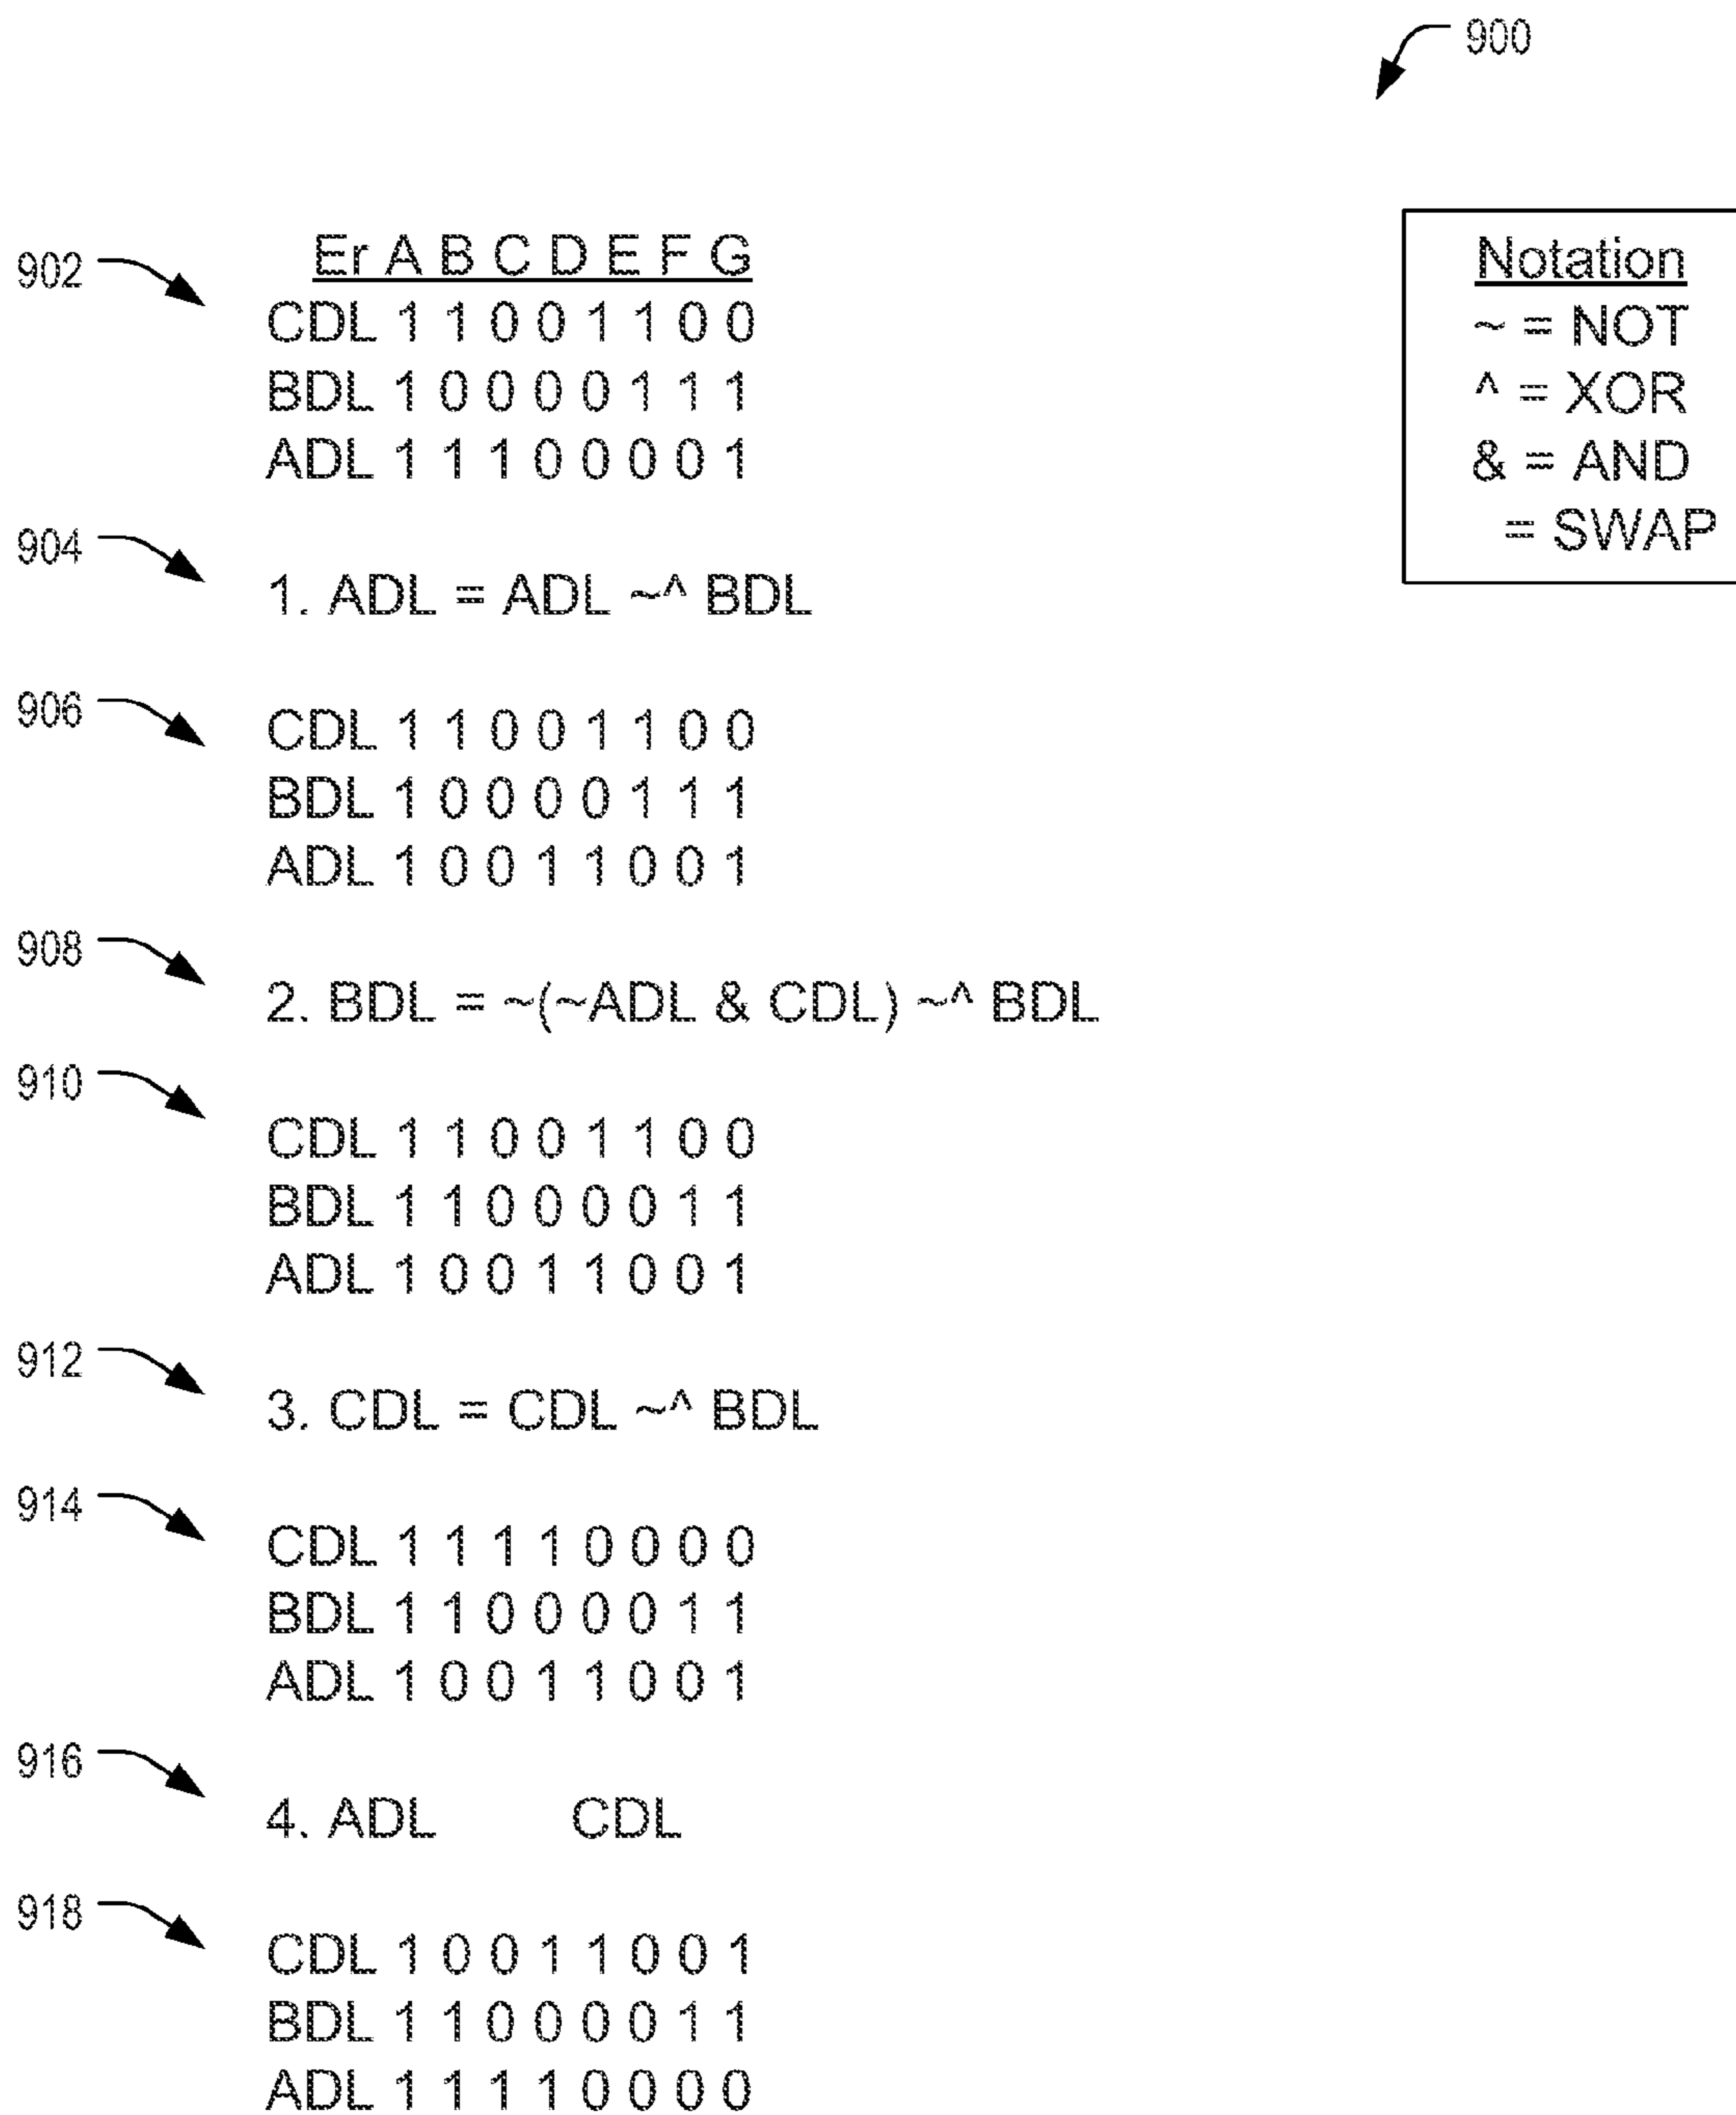 900
902
Er A B C D E F G
CDL 1 1 0 0 1 1 0 0
BDL 1 0 0 0 0 1 1 1
ADL 1 1 1 0 0 0 0 1
Notation
~ = NOT
^ = XOR
& = AND
= SWAP
904
1. ADL = ADL ~^ BDL
906
CDL 1 1 0 0 1 1 0 0
BDL 1 0 0 0 0 1 1 1
ADL 1 0 0 1 1 0 0 1
908
2. BDL = ~(~ADL & CDL) ~^ BDL
910
CDL 1 1 0 0 1 1 0 0
BDL 1 1 0 0 0 0 1 1
ADL 1 0 0 1 1 0 0 1
912
3. CDL = CDL ~^ BDL
914
CDL 1 1 1 1 0 0 0 0
BDL 1 1 0 0 0 0 1 1
ADL 1 0 0 1 1 0 0 1
916
4. ADL CDL
918
CDL 1 0 0 1 1 0 0 1
BDL 1 1 0 0 0 0 1 1
ADL 1 1 1 1 0 0 0 0